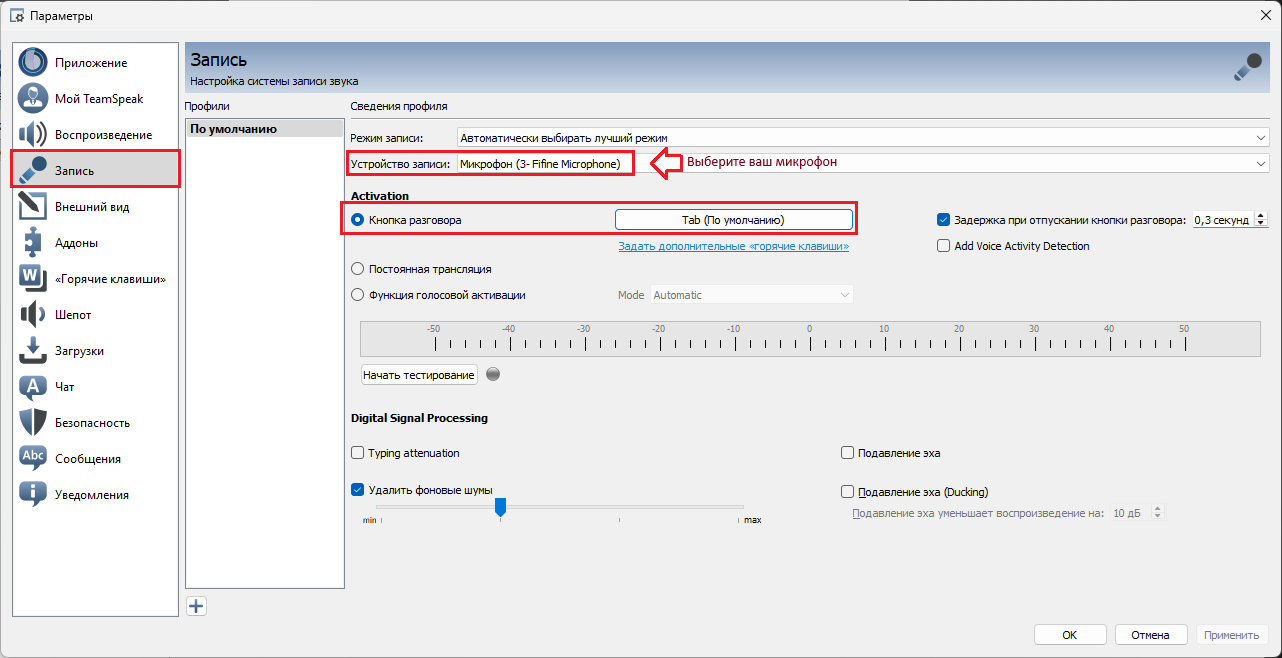 Параметры
Приложение
Мой TeamSpeak
Воспроизведение
Запись
Внешний вид
Аддоны
«Горячие клавиши»
Шепот
Загрузки
Чат
Безопасность
Сообщения
Уведомления
Запись
Настройка системы записи звука
Профили
По умолчанию
Сведения профиля
Режим записи: Автоматически выбирать лучший режим
Устройство записи: Микрофон (3- Fifine Microphone) Выберите ваш микрофон
Activation
Кнопка разговора Tab (По умолчанию) Задержка при отпускании кнопки разговора: 0,3 секунд
Задать дополнительные «горячие клавиши» Add Voice Activity Detection
Постоянная трансляция
Функция голосовой активации Mode Automatic
-50 -40 -30 -20 -10 0 10 20 30 40 50
Начать тестирование
Digital Signal Processing
Typing attenuation Подавление эха
Удалить фоновые шумы Подавление эха (Ducking)
min max Подавление эха уменьшает воспроизведение на: 10 дБ
OK Отмена Применить